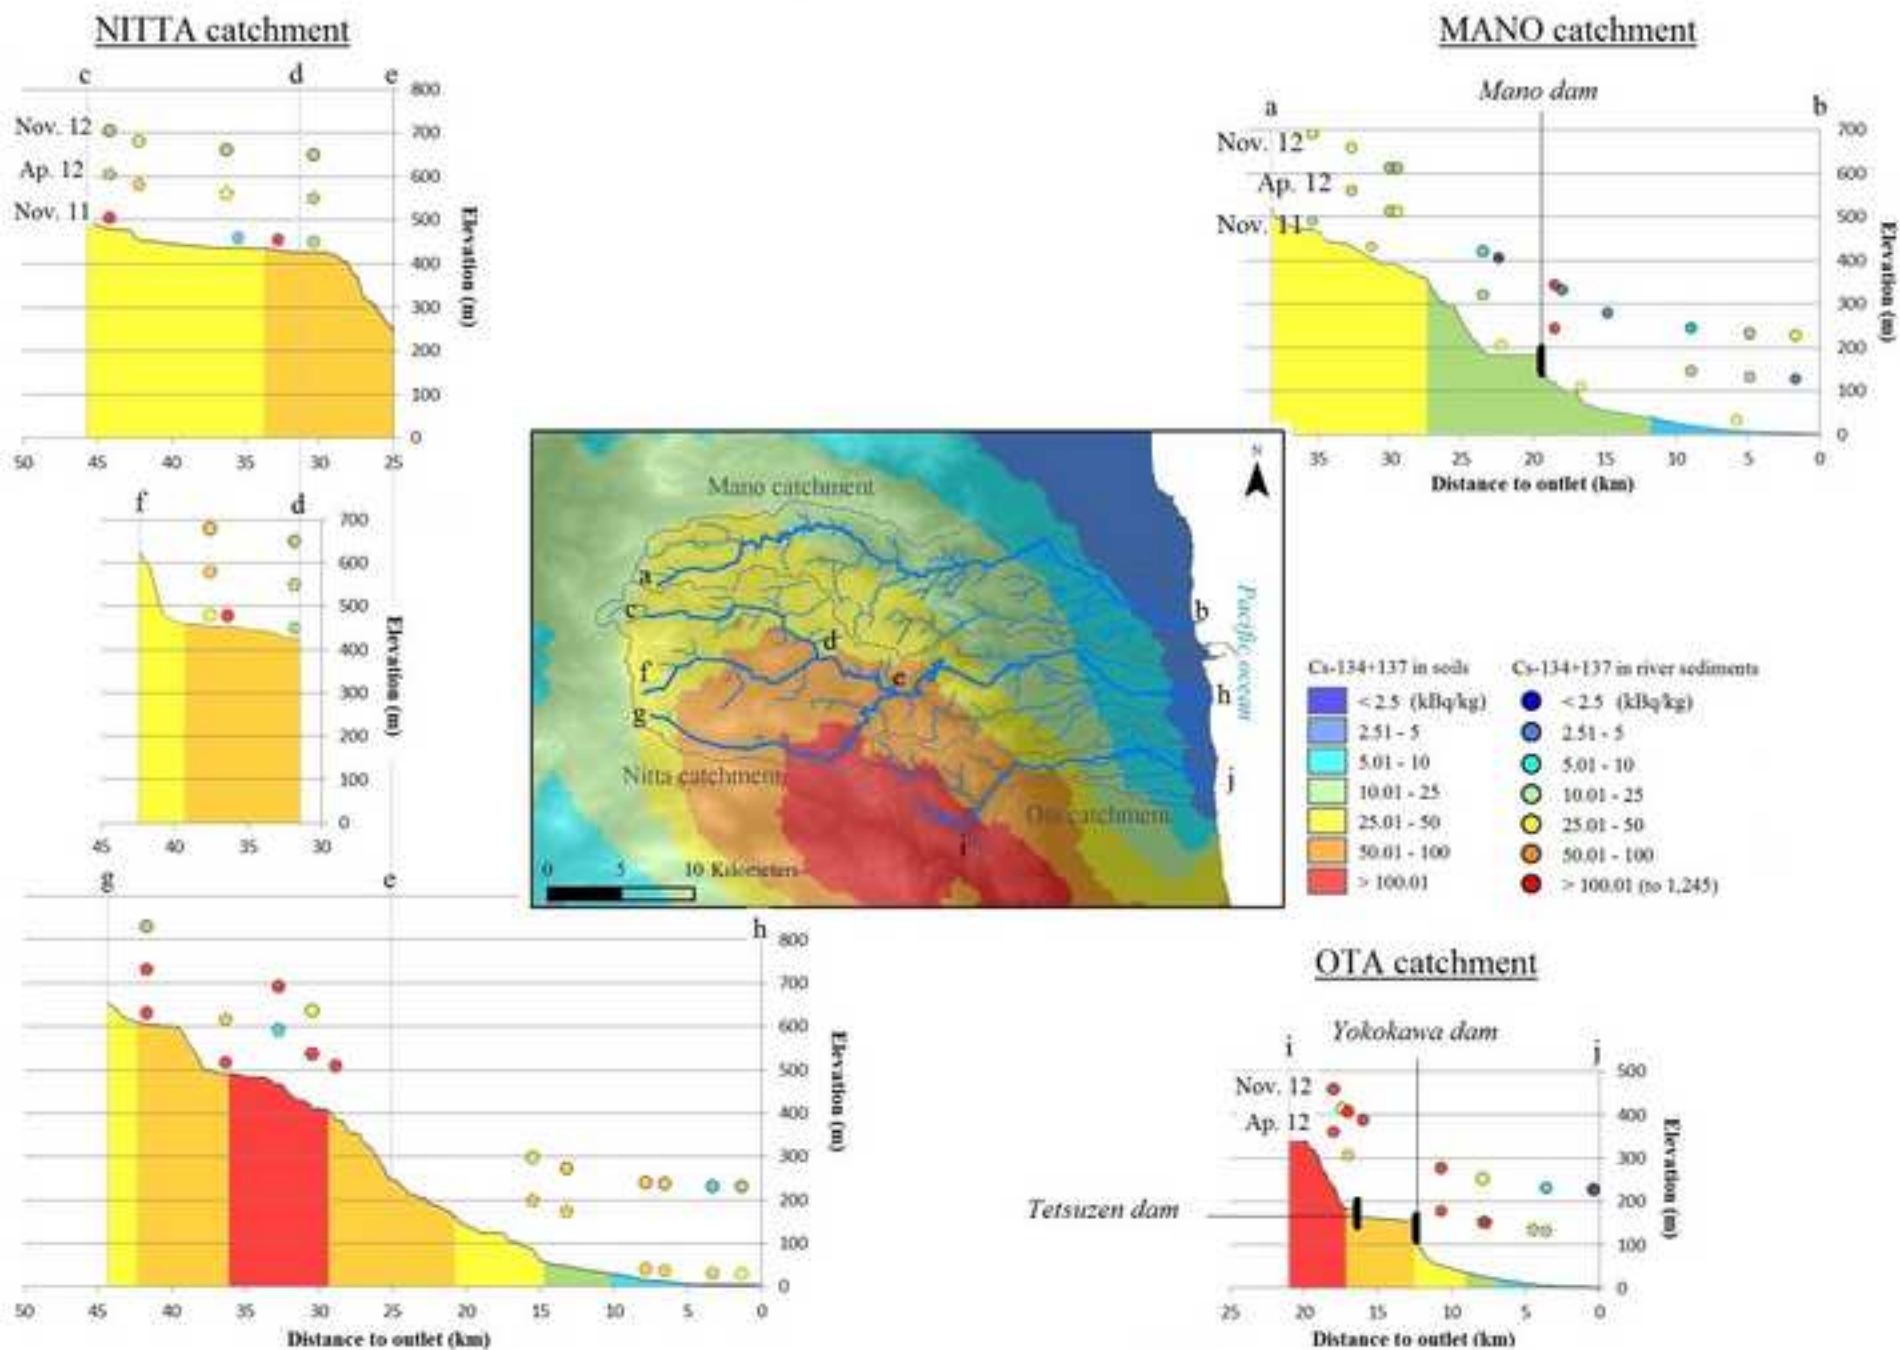 NITTA catchment
c d e
800
Nov. 12
700
Ap. 12
600
Nov. 11
500
400
300
200
100
0
Elevation (m)
50 45 40 35 30 25
MANO catchment
Mano dam
a b
700
Nov. 12
600
Ap. 12
500
Nov. 11
400
300
200
100
0
Elevation (m)
35 30 25 20 15 10 5 0
Distance to outlet (km)
f d
700
600
500
400
300
200
100
0
Elevation (m)
45 40 35 30
Mano catchment
N
a
c
b
d
f
e
h
g
Pacific ocean
Nitta catchment
j
Ota catchment
i
0 5 10 Kilometers
Cs-134+137 in soils
< 2.5 (kBq/kg)
2.51 - 5
5.01 - 10
10.01 - 25
25.01 - 50
50.01 - 100
> 100.01
Cs-134+137 in river sediments
< 2.5 (kBq/kg)
2.51 - 5
5.01 - 10
10.01 - 25
25.01 - 50
50.01 - 100
> 100.01 (to 1,245)
g e
h
800
700
600
500
400
300
200
100
0
Elevation (m)
50 45 40 35 30 25 20 15 10 5 0
Distance to outlet (km)
OTA catchment
Yokokawa dam
i j
500
Nov. 12
400
Ap. 12
300
200
Tetsuzen dam
100
0
Elevation (m)
25 20 15 10 5 0
Distance to outlet (km)